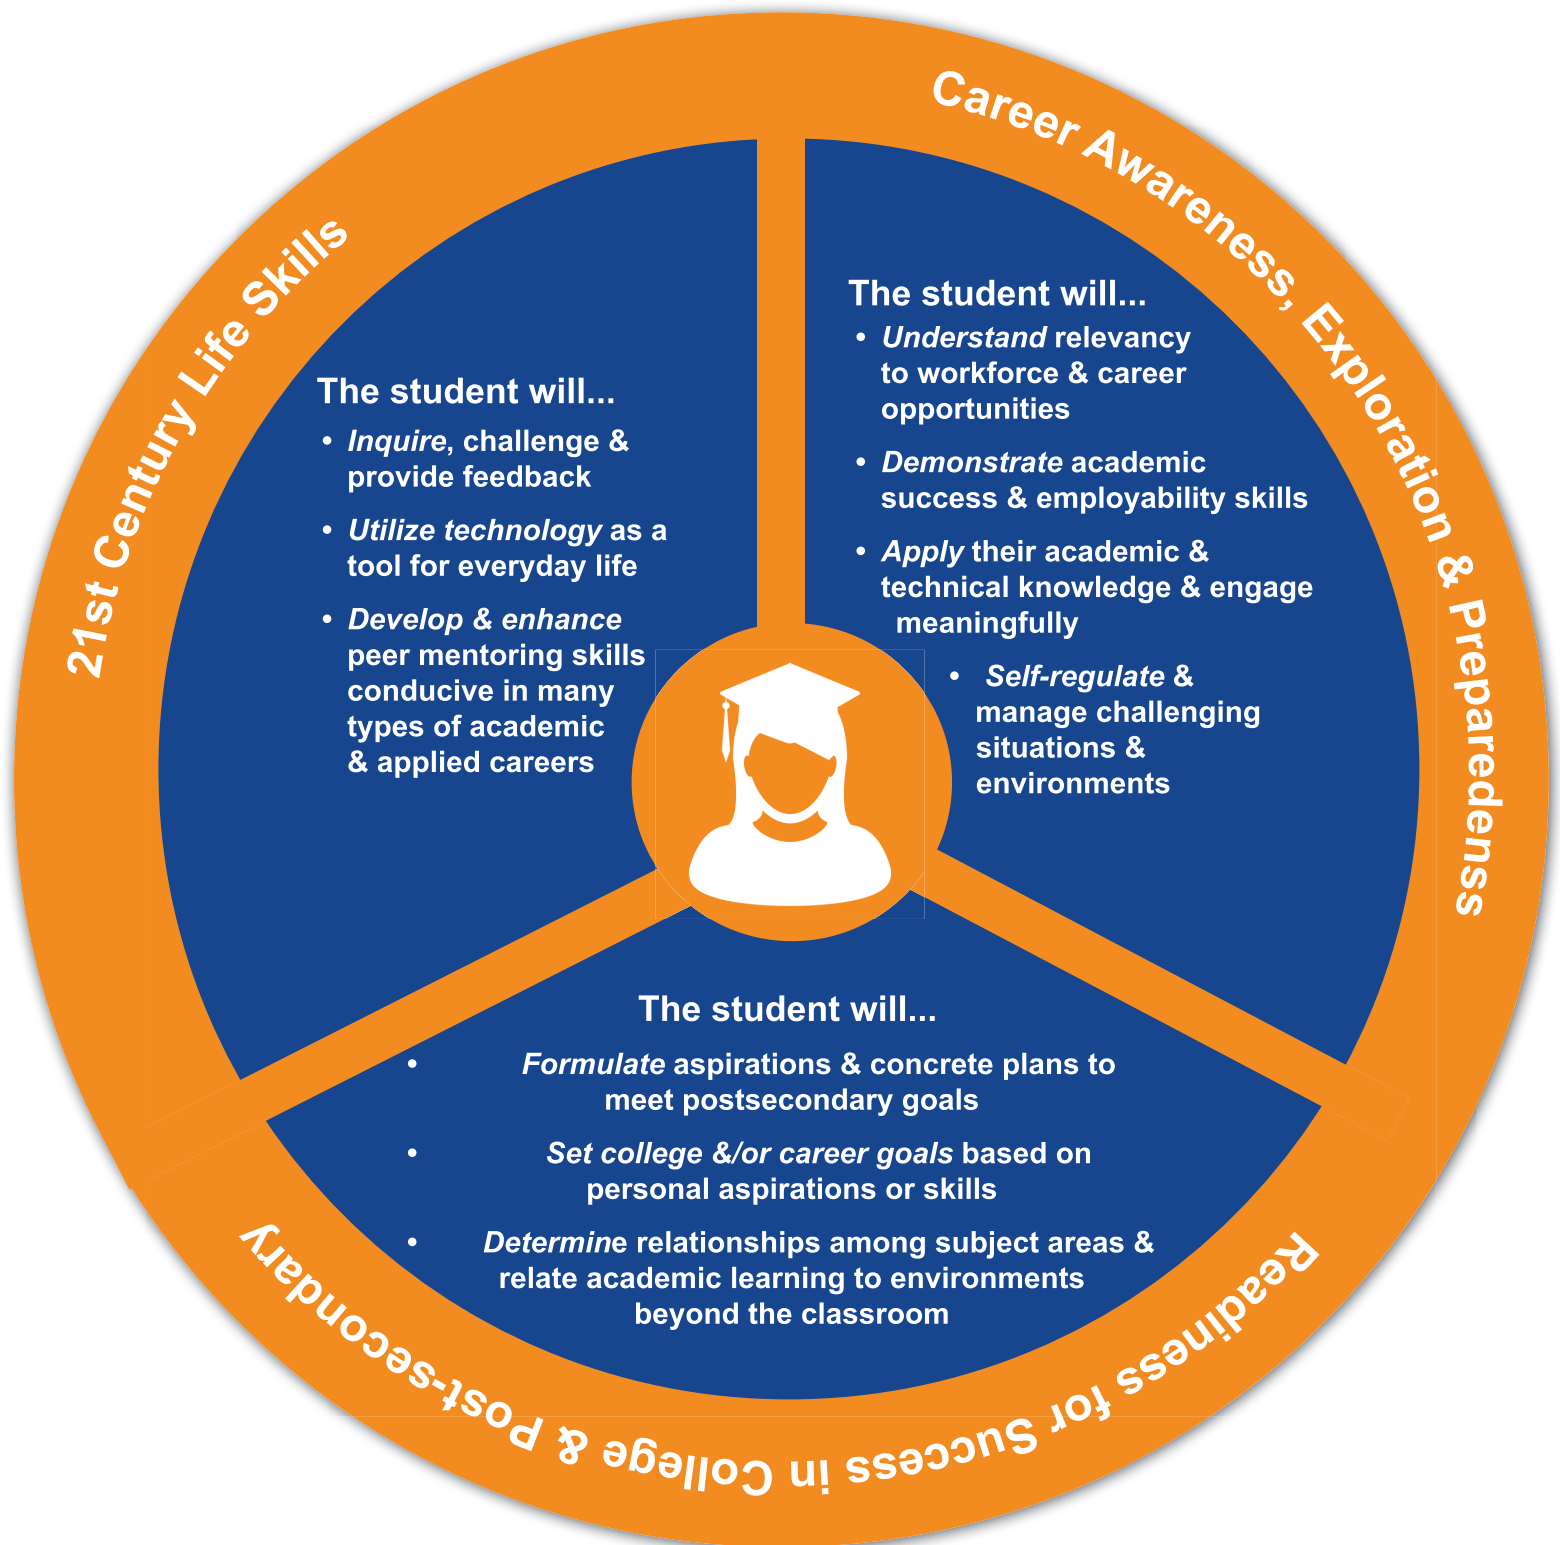 21st Century Life Skills
The student will...
• Inquire, challenge &
provide feedback
• Utilize technology as a
tool for everyday life
• Develop & enhance
peer mentoring skills
conducive in many
types of academic
& applied careers
Career Awareness, Exploration & Preparedenss
The student will...
• Understand relevancy
to workforce & career
opportunities
• Demonstrate academic
success & employability skills
• Apply their academic &
technical knowledge & engage
meaningfully
• Self-regulate &
manage challenging
situations &
environments
The student will...
• Formulate aspirations & concrete plans to
meet postsecondary goals
• Set college &/or career goals based on
personal aspirations or skills
• Determine relationships among subject areas &
relate academic learning to environments
beyond the classroom
Readiness for Success in College & Post-secondary